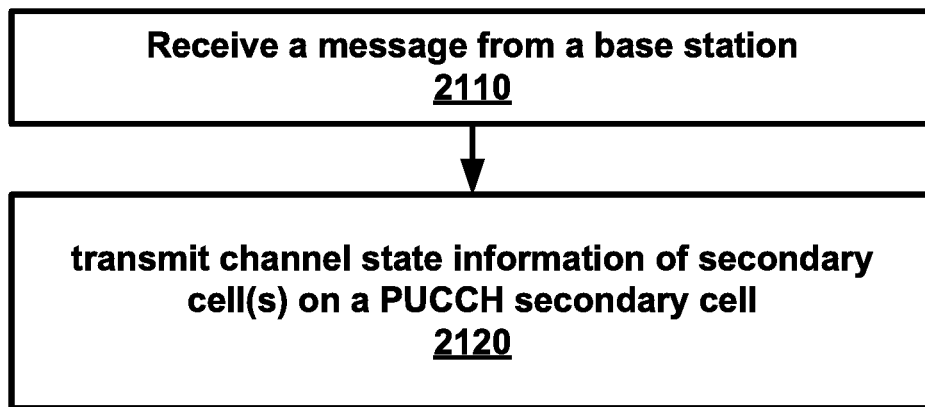 Receive a message from a base station
2110
transmit channel state information of secondary
cell(s) on a PUCCH secondary cell
2120